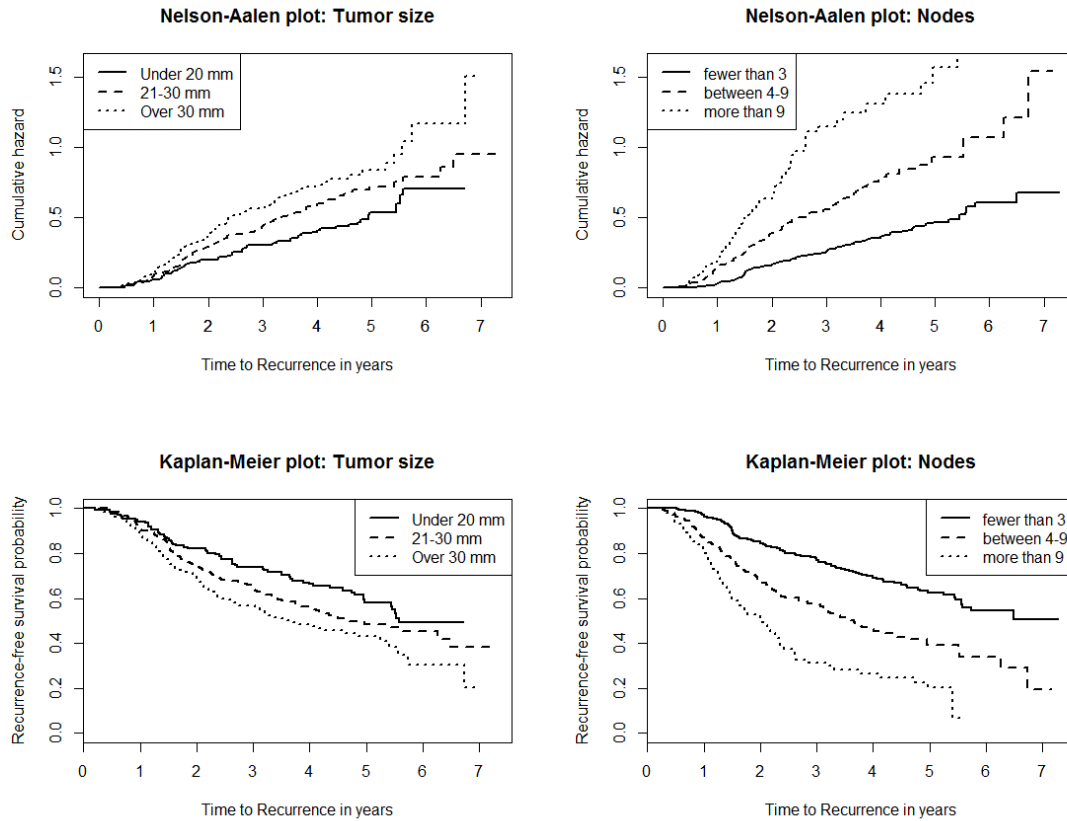 Nelson-Aalen plot: Tumor size
Cumulative hazard
1.5
1.0
0.5
0.0
Under 20 mm
21-30 mm
Over 30 mm
0 1 2 3 4 5 6 7
Time to Recurrence in years
Nelson-Aalen plot: Nodes
Cumulative hazard
1.5
1.0
0.5
0.0
fewer than 3
between 4-9
more than 9
0 1 2 3 4 5 6 7
Time to Recurrence in years
Kaplan-Meier plot: Tumor size
Recurrence-free survival probability
1.0
0.8
0.6
0.4
0.2
0.0
Under 20 mm
21-30 mm
Over 30 mm
0 1 2 3 4 5 6 7
Time to Recurrence in years
Kaplan-Meier plot: Nodes
Recurrence-free survival probability
1.0
0.8
0.6
0.4
0.2
0.0
fewer than 3
between 4-9
more than 9
0 1 2 3 4 5 6 7
Time to Recurrence in years